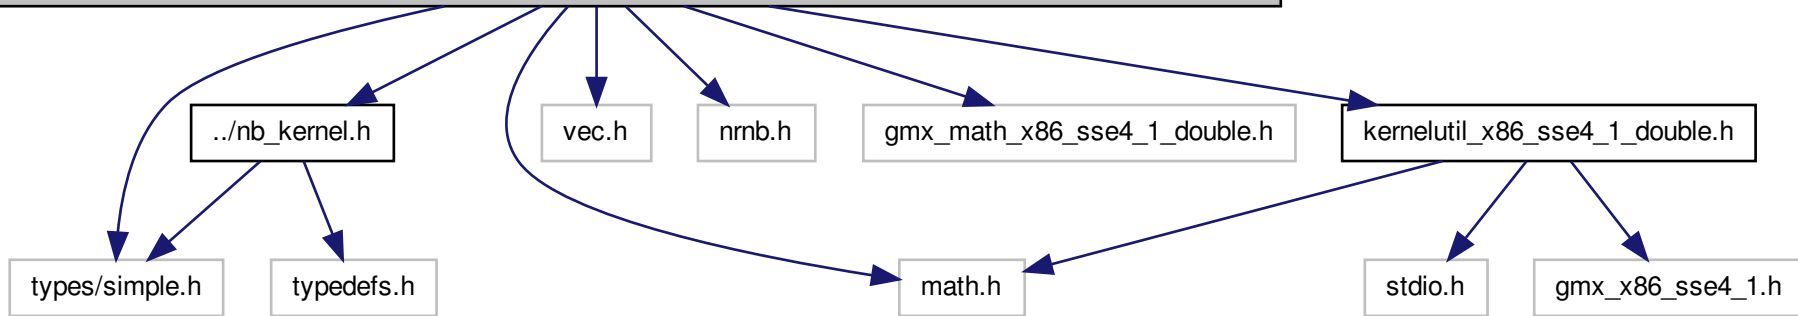 ../nb_kernel.h
vec.h
nrnb.h
gmx_math_x86_sse4_1_double.h
kernelutil_x86_sse4_1_double.h
types/simple.h
typedefs.h
math.h
stdio.h
gmx_x86_sse4_1.h